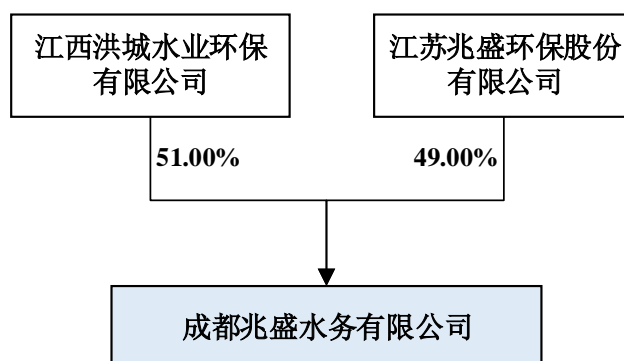 江西洪城水业环保
有限公司
江苏兆盛环保股份
有限公司
51.00%
49.00%
成都兆盛水务有限公司